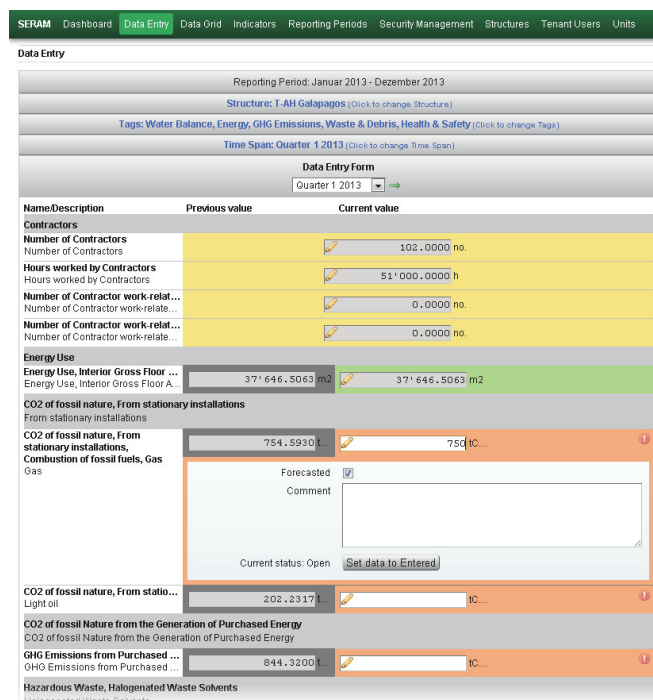 SERAM Dashboard Data Entry Data Grid Indicators Reporting Periods Security Management Structures Tenant Users Units
Data Entry
Reporting Period: Januar 2013 - Dezember 2013
Structure: T-AH Galapagos (Click to change Structure)
Tags: Water Balance, Energy, GHG Emissions, Waste & Debris, Health & Safety (Click to change Tags)
Time Span: Quarter 1 2013 (Click to change Time Span)
Data Entry Form
Quarter 1 2013
Name/Description Previous value Current value
Contractors
Number of Contractors
Number of Contractors
102.0000 no.
Hours worked by Contractors
Hours worked by Contractors
51'000.0000 h
Number of Contractor work-relat...
Number of Contractor work-relate...
0.0000 no.
Number of Contractor work-relat...
Number of Contractor work-relate...
0.0000 no.
Energy Use
Energy Use, Interior Gross Floor ...
Energy Use, Interior Gross Floor A...
37'646.5063 m2 37'646.5063 m2
CO2 of fossil nature, From stationary installations
From stationary installations
CO2 of fossil nature, From
stationary installations,
Combustion of fossil fuels, Gas
Gas
754.5930 t... 750 tC...
Forecasted
Comment
Current status: Open Set data to Entered
CO2 of fossil nature, From statio...
Light oil
202.2317 t... tC...
CO2 of fossil Nature from the Generation of Purchased Energy
CO2 of fossil Nature from the Generation of Purchased Energy
GHG Emissions from Purchased ...
GHG Emissions from Purchased ...
844.3200 t... tC...
Hazardous Waste, Halogenated Waste Solvents
Halogenated Waste Solvents